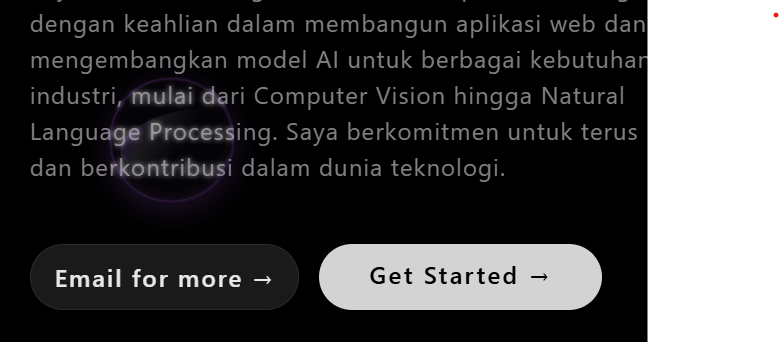 dengan keahlian dalam membangun aplikasi web dan
mengembangkan model AI untuk berbagai kebutuhan
industri, mulai dari Computer Vision hingga Natural
Language Processing. Saya berkomitmen untuk terus
dan berkontribusi dalam dunia teknologi.
Email for more →
Get Started →